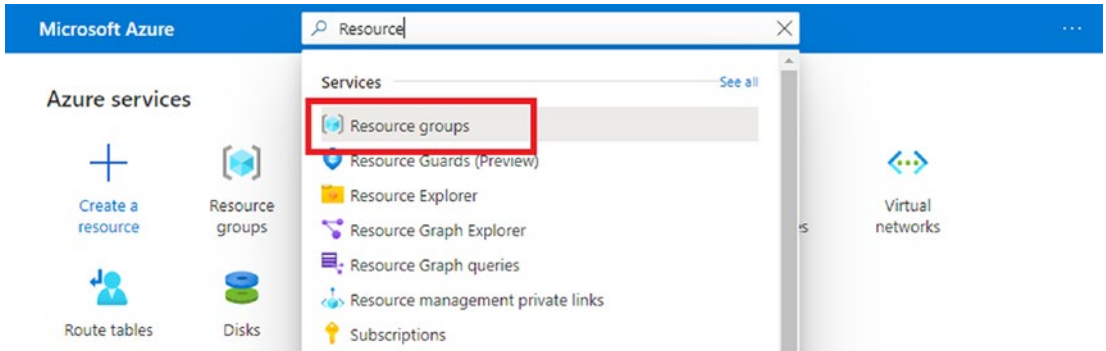 Microsoft Azure
Resource
...
Services
See all
Azure services
Resource groups
Resource Guards (Preview)
Resource Explorer
Resource Graph Explorer
Resource Graph queries
Resource management private links
Subscriptions
Create a
resource
Resource
groups
Virtual
networks
Route tables
Disks